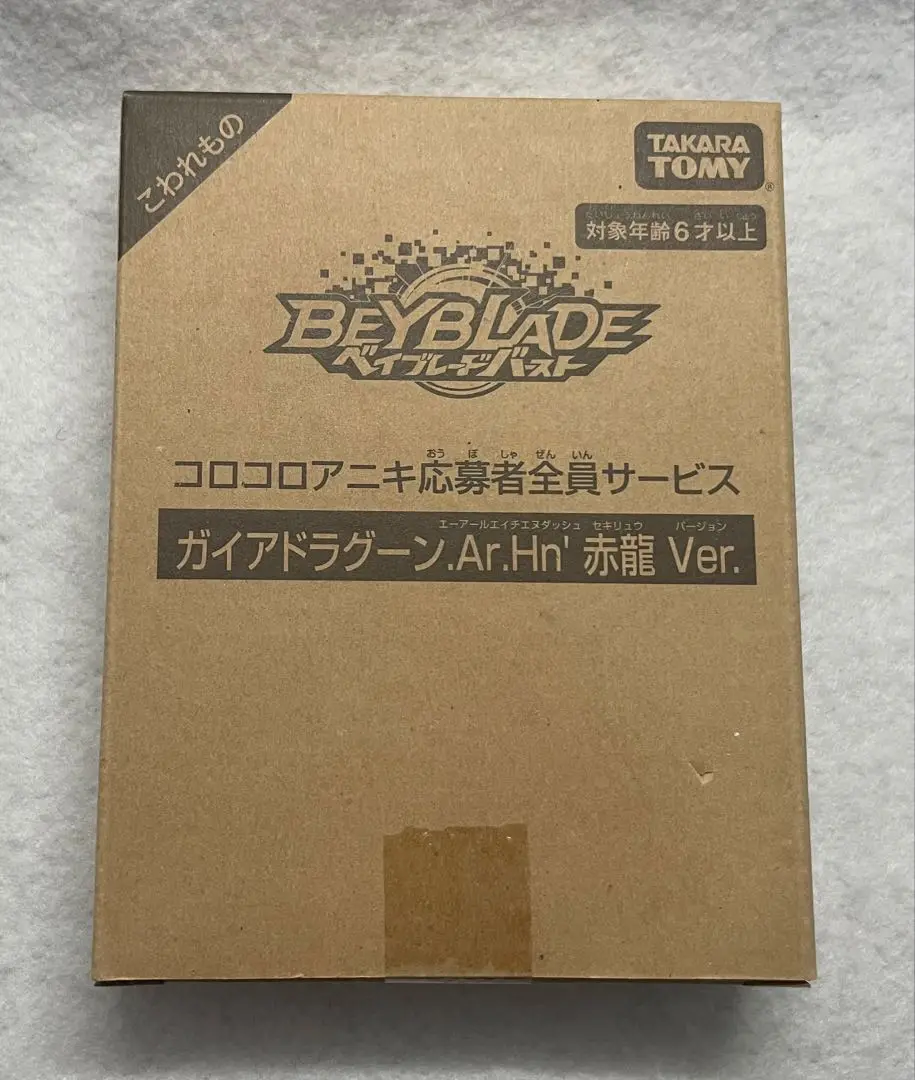 こわれもの
TAKARA
TOMY
®
たいしょうねんれい さい いじょう
対象年齢6才以上
BEYBLADE
ベイブレードバースト
おう ぼ しゃ ぜん いん
コロコロアニキ応募者全員サービス
エーアールエイチエヌダッシュ セキリュウ バージョン
ガイアドラグーン.Ar.Hn' 赤龍 Ver.